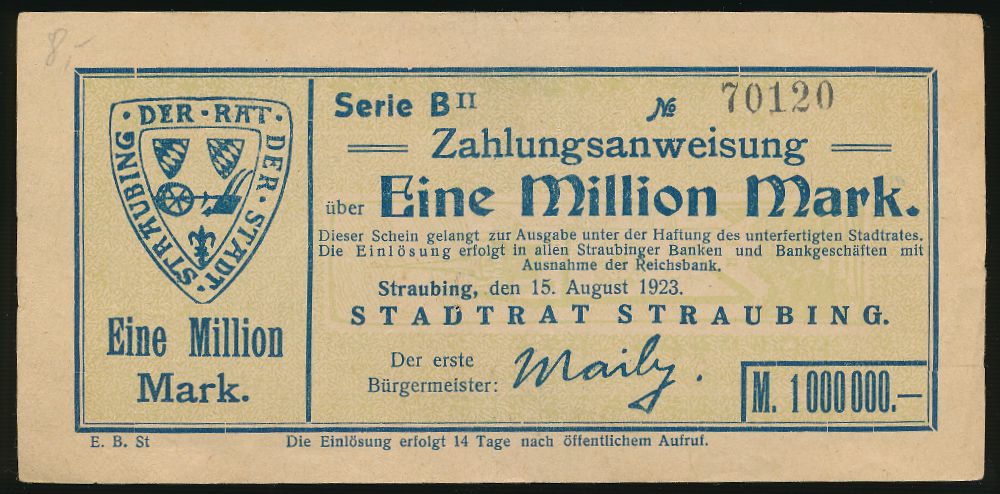 8,-
DER · RAT · DER · STADT · STRAUBING
Eine Million
Mark.
Serie B II № 70120
Zahlungsanweisung
über Eine Million Mark.
Dieser Schein gelangt zur Ausgabe unter der Haftung des unterfertigten Stadtrates.
Die Einlösung erfolgt in allen Straubinger Banken und Bankgeschäften mit
Ausnahme der Reichsbank.
Straubing, den 15. August 1923.
STADTRAT STRAUBING.
Der erste
Bürgermeister:
M. 1000000.—
E. B. St
Die Einlösung erfolgt 14 Tage nach öffentlichem Aufruf.